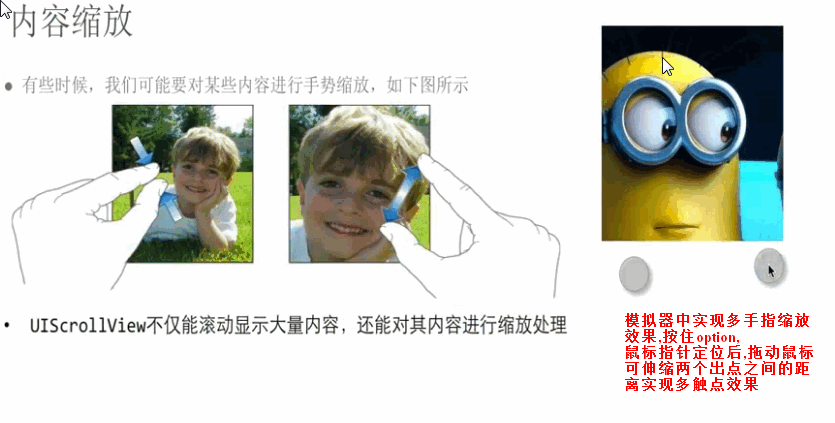 内容缩放
● 有些时候，我们可能要对某些内容进行手势缩放，如下图所示
• UIScrollView不仅能滚动显示大量内容，还能对其内容进行缩放处理
模拟器中实现多手指缩放
效果,按住option,
鼠标指针定位后,拖动鼠标
可伸缩两个出点之间的距
离实现多触点效果